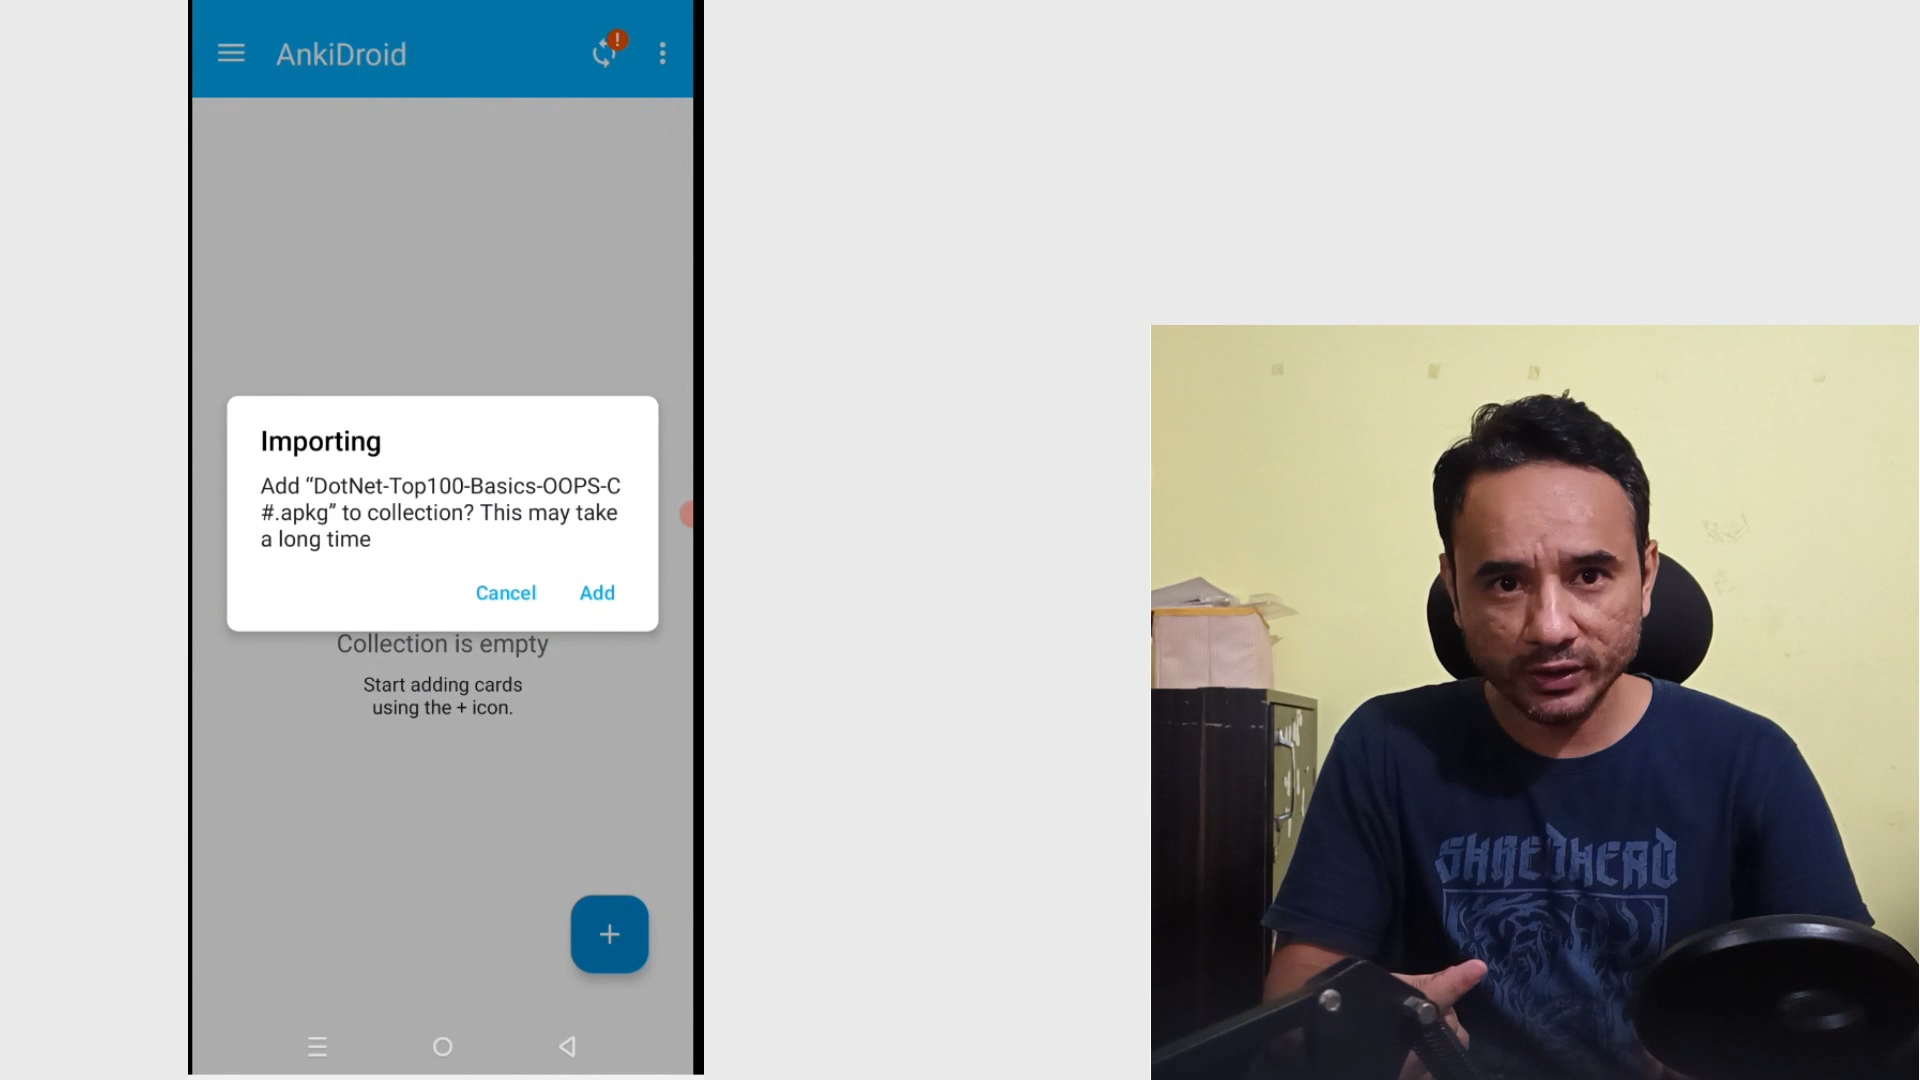 AnkiDroid
!
Importing
Add “DotNet-Top100-Basics-OOPS-C
#.apkg” to collection? This may take
a long time
Cancel Add
Collection is empty
Start adding cards
using the + icon.
+
SHREDHEAD